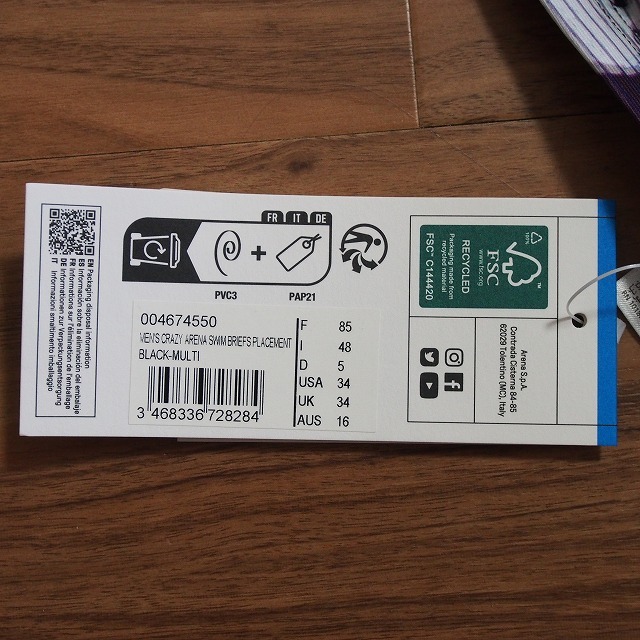 EN Packaging disposal information
ES Información sobre la eliminación del embalaje
FR Informations sur l'élimination de l'emballage
DE Informationen zur Verpackungsentsorgung
IT Informazioni smaltimento imballaggio
FR IT DE
+
PVC3 PAP21
004674550
MEN'S CRAZY ARENA SWIM BRIEFS PLACEMENT
BLACK-MULTI
3 468336 728284
F 85
I 48
D 5
USA 34
UK 34
AUS 16
100%
FSC
www.fsc.org
RECYCLED
Packaging made from
recycled material
FSC™ C144420
Arena S.p.A.
Contrada Cisterna 84-85
62029 Tolentino (MC), Italy